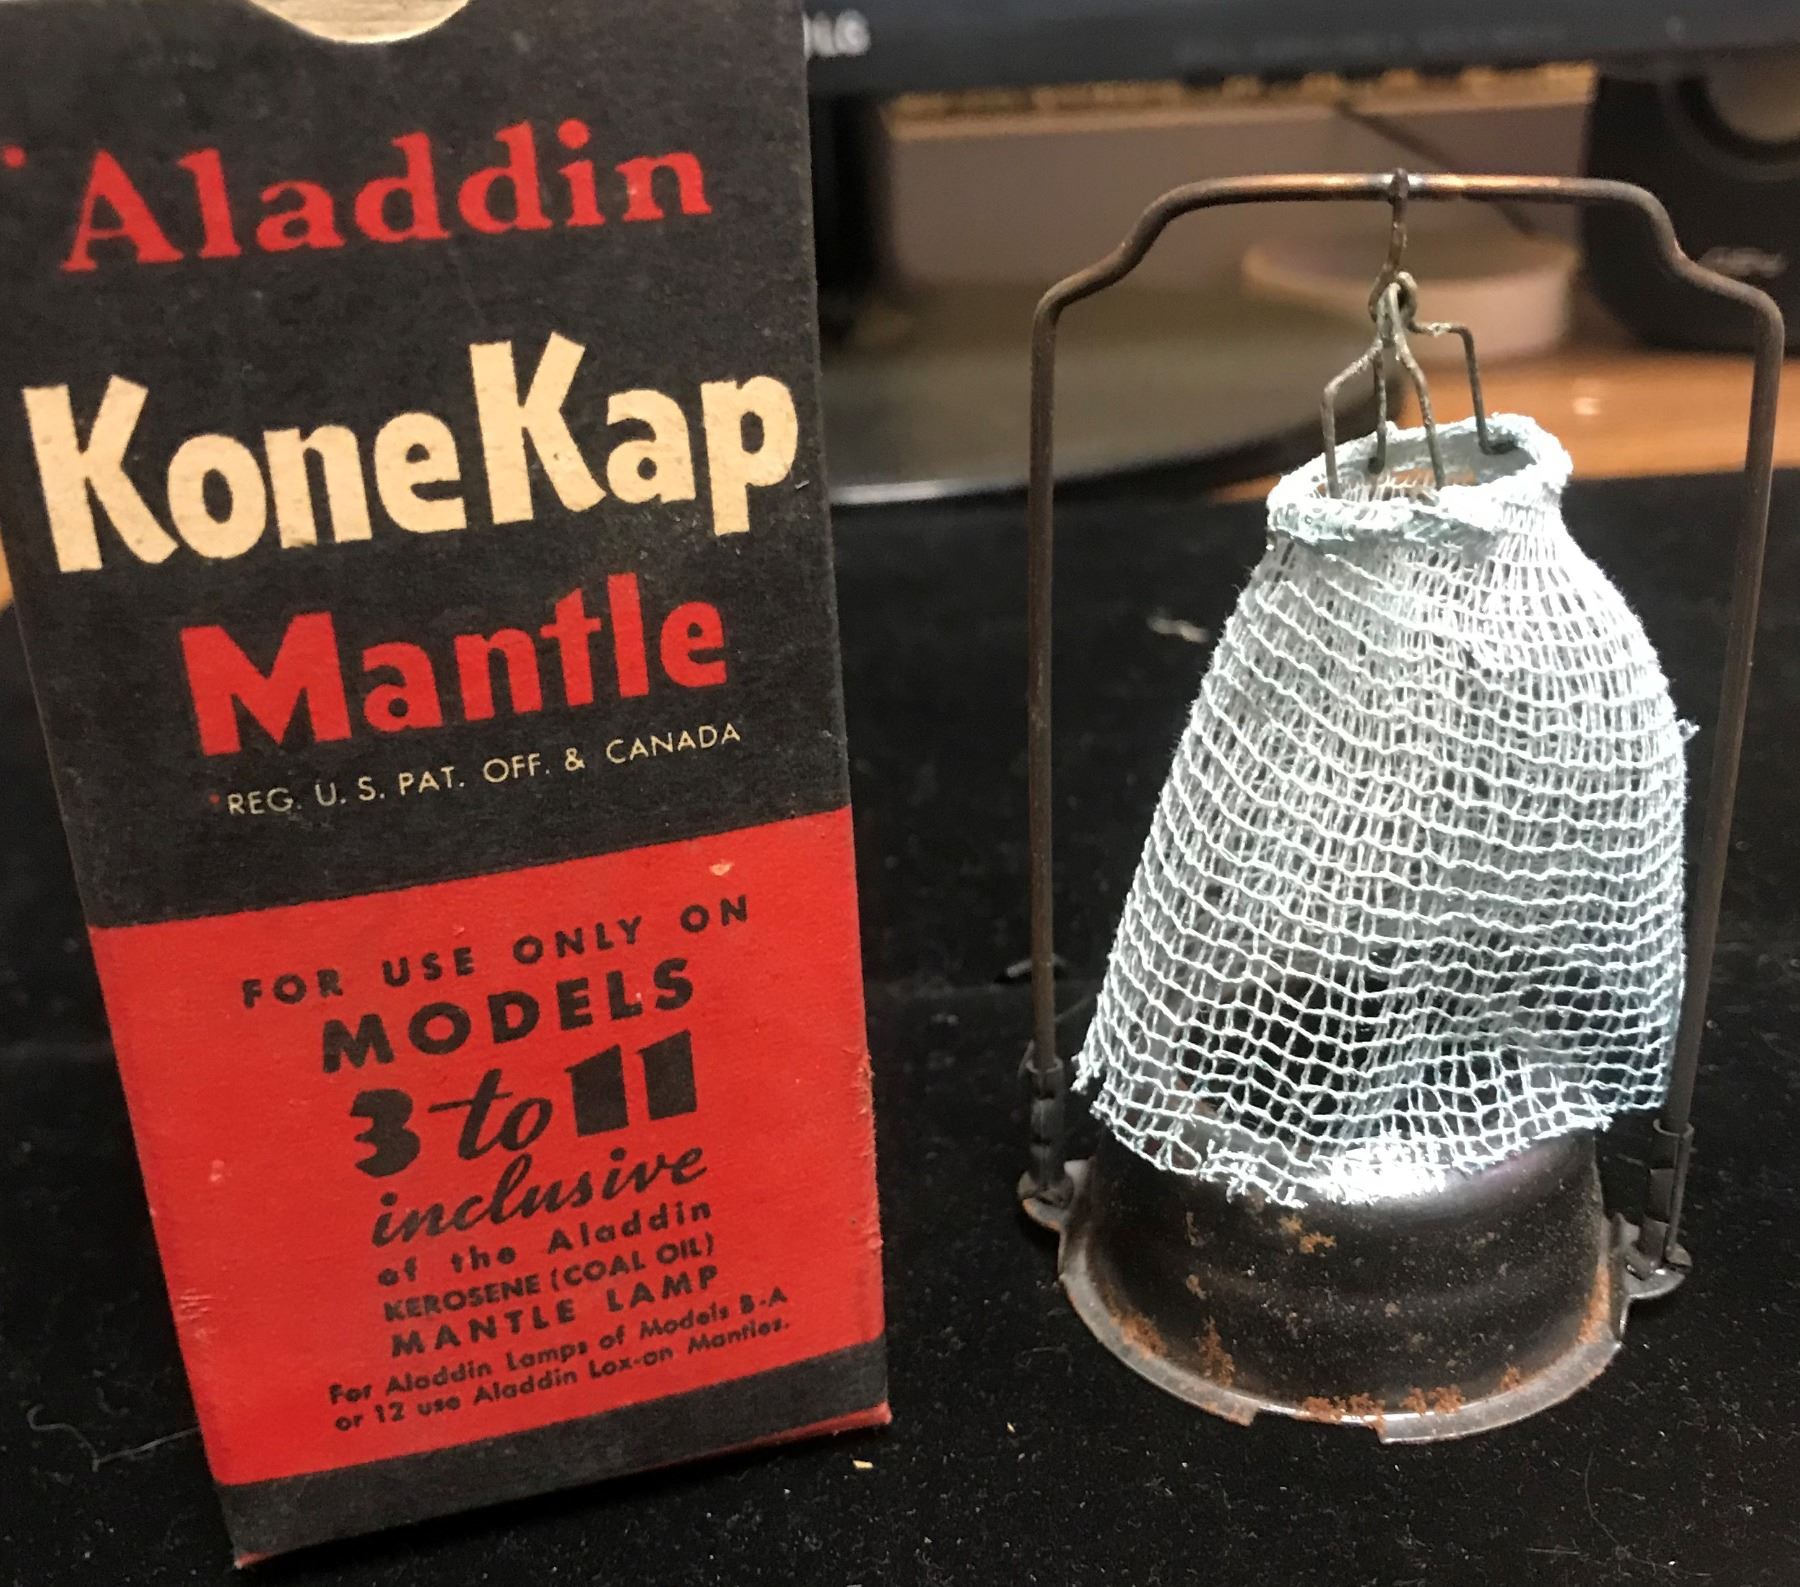 Aladdin
KoneKap
Mantle
*REG. U. S. PAT. OFF. & CANADA
FOR USE ONLY ON
MODELS
3 to 11
inclusive
of the Aladdin
KEROSENE (COAL OIL)
MANTLE LAMP
For Aladdin Lamps of Models B-A
or 12 use Aladdin Lox-on Mantles.
LG